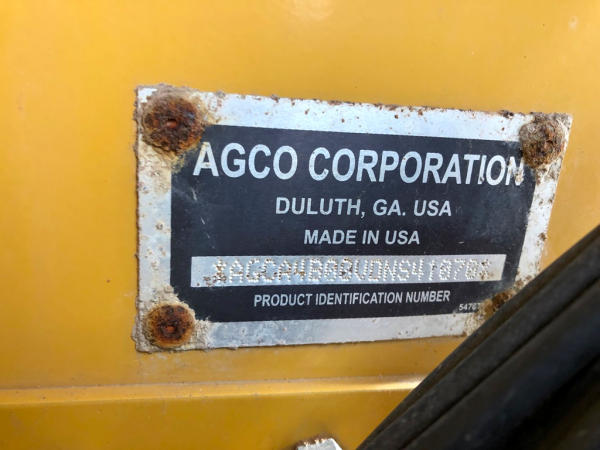 AGCO CORPORATION
DULUTH, GA. USA
MADE IN USA
PRODUCT IDENTIFICATION NUMBER